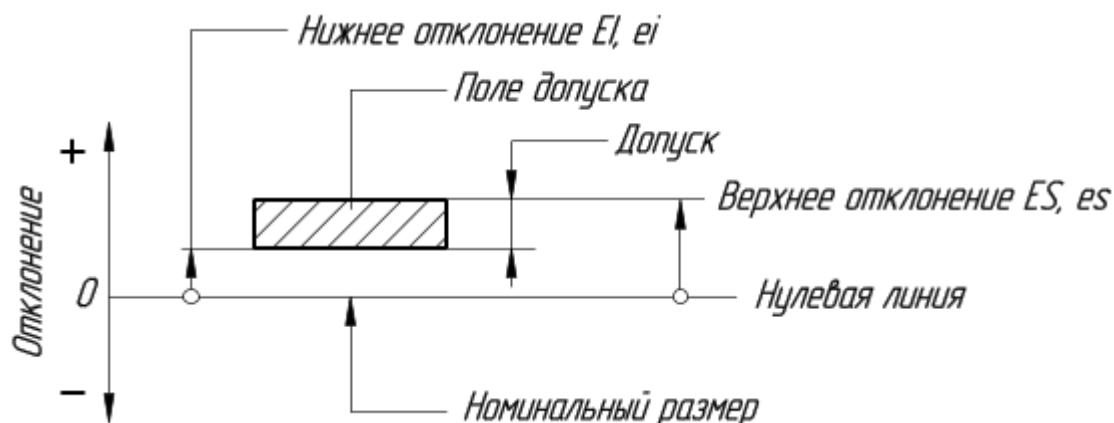 Нижнее отклонение EI, ei
Поле допуска
Допуск
+
Верхнее отклонение ES, es
Отклонение
0
Нулевая линия
−
Номинальный размер